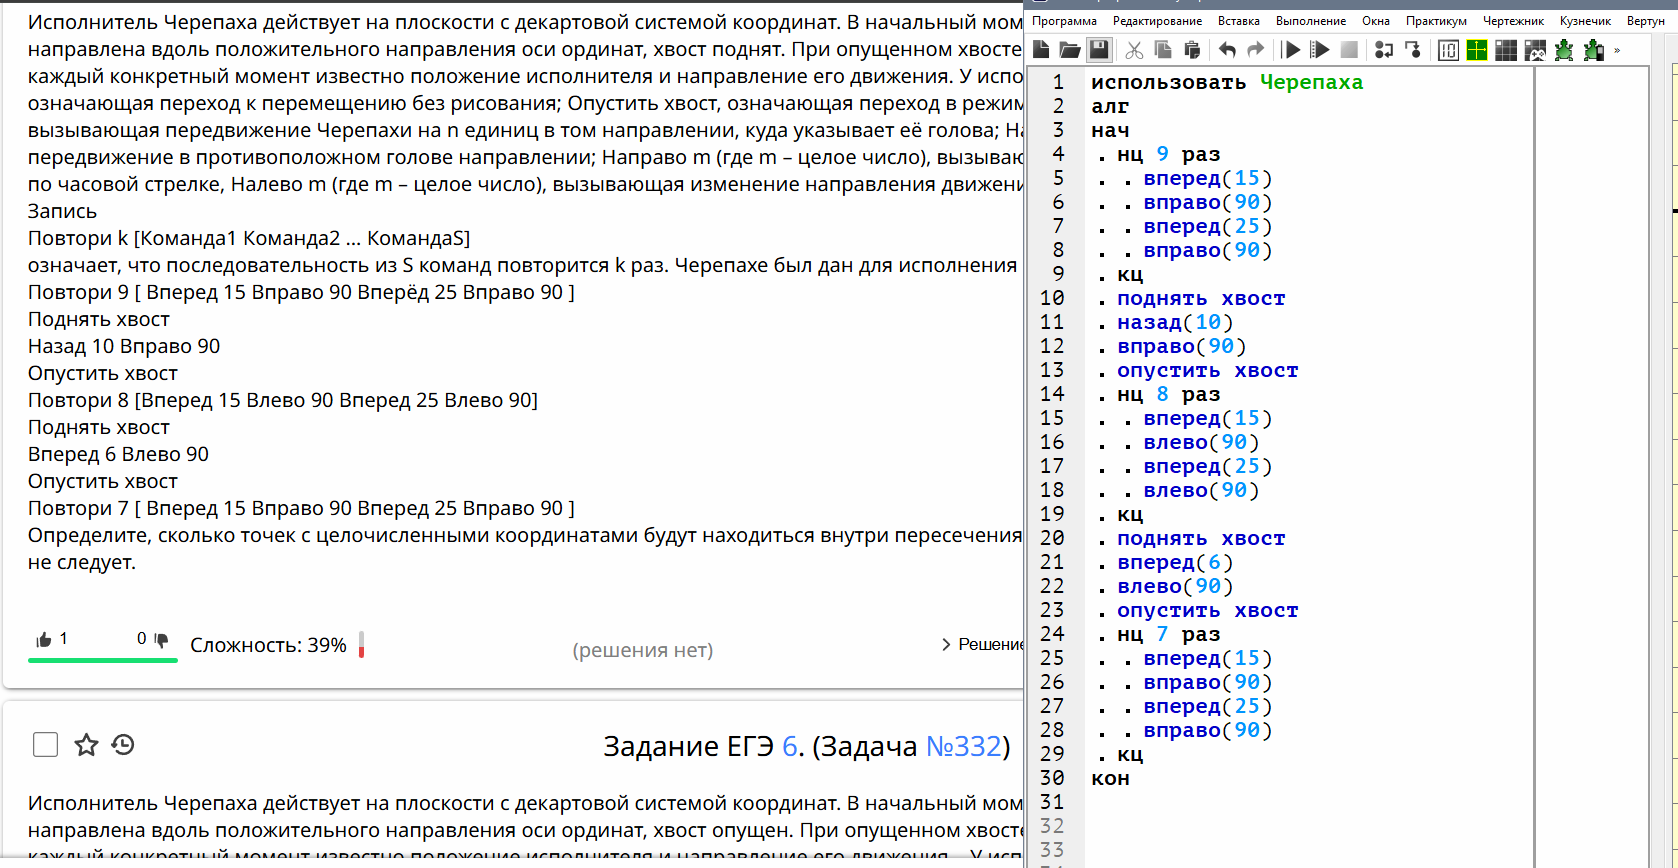 Исполнитель Черепаха действует на плоскости с декартовой системой координат. В начальный мом
направлена вдоль положительного направления оси ординат, хвост поднят. При опущенном хвосте
каждый конкретный момент известно положение исполнителя и направление его движения. У испо
означающая переход к перемещению без рисования; Опустить хвост, означающая переход в режим
вызывающая передвижение Черепахи на n единиц в том направлении, куда указывает её голова; На
передвижение в противоположном голове направлении; Направо m (где m – целое число), вызываю
по часовой стрелке, Налево m (где m – целое число), вызывающая изменение направления движени
Запись
Повтори k [Команда1 Команда2 ... КомандаS]
означает, что последовательность из S команд повторится k раз. Черепахе был дан для исполнения
Повтори 9 [ Вперед 15 Вправо 90 Вперёд 25 Вправо 90 ]
Поднять хвост
Назад 10 Вправо 90
Опустить хвост
Повтори 8 [Вперед 15 Влево 90 Вперед 25 Влево 90]
Поднять хвост
Вперед 6 Влево 90
Опустить хвост
Повтори 7 [ Вперед 15 Вправо 90 Вперед 25 Вправо 90 ]
Определите, сколько точек с целочисленными координатами будут находиться внутри пересечения
не следует.
1 0 Сложность: 39% (решения нет) Решение
Задание ЕГЭ 6. (Задача №332)
Исполнитель Черепаха действует на плоскости с декартовой системой координат. В начальный мом
направлена вдоль положительного направления оси ординат, хвост опущен. При опущенном хвосте
каждый конкретный момент известно положение исполнителя и направление его движения. У исп
Программа Редактирование Вставка Выполнение Окна Практикум Чертежник Кузнечик Вертун
1 использовать Черепаха
2 алг
3 нач
4 . нц 9 раз
5 . . вперед(15)
6 . . вправо(90)
7 . . вперед(25)
8 . . вправо(90)
9 . кц
10 . поднять хвост
11 . назад(10)
12 . вправо(90)
13 . опустить хвост
14 . нц 8 раз
15 . . вперед(15)
16 . . влево(90)
17 . . вперед(25)
18 . . влево(90)
19 . кц
20 . поднять хвост
21 . вперед(6)
22 . влево(90)
23 . опустить хвост
24 . нц 7 раз
25 . . вперед(15)
26 . . вправо(90)
27 . . вперед(25)
28 . . вправо(90)
29 . кц
30 кон
31
32
33